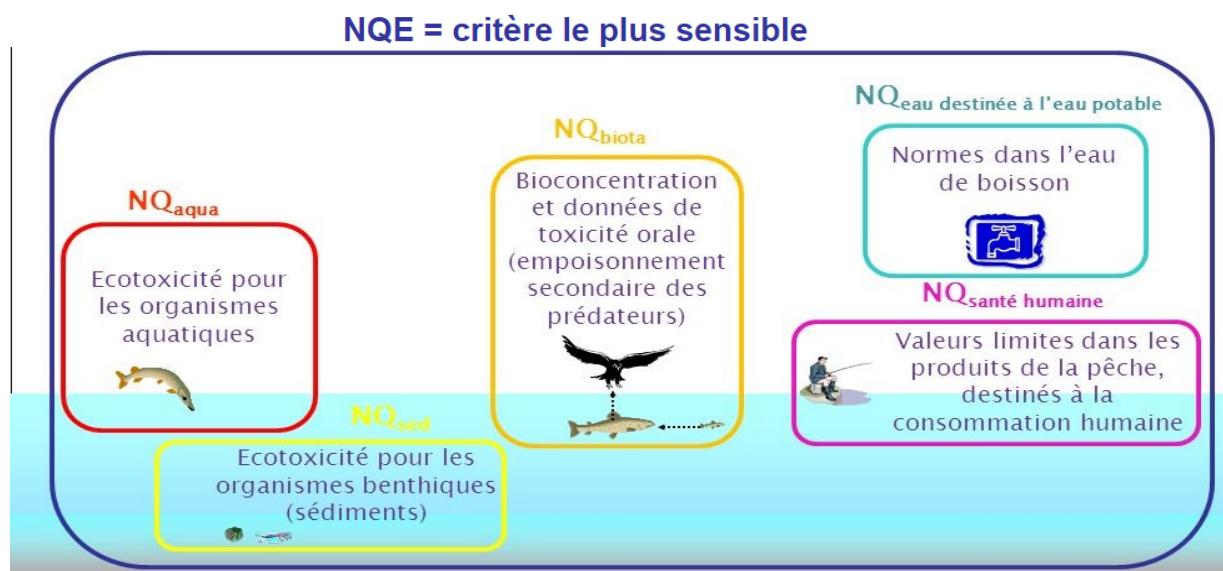 NQE = critère le plus sensible
NQeau destinée à l'eau potable
Normes dans l'eau
de boisson
NQbiota
Bioconcentration
et données de
toxicité orale
(empoisonnement
secondaire des
prédateurs)
NQaqua
Ecotoxicité pour
les organismes
aquatiques
NQsanté humaine
Valeurs limites dans les
produits de la pêche,
destinés à la
consommation humaine
NQsed
Ecotoxicité pour les
organismes benthiques
(sédiments)